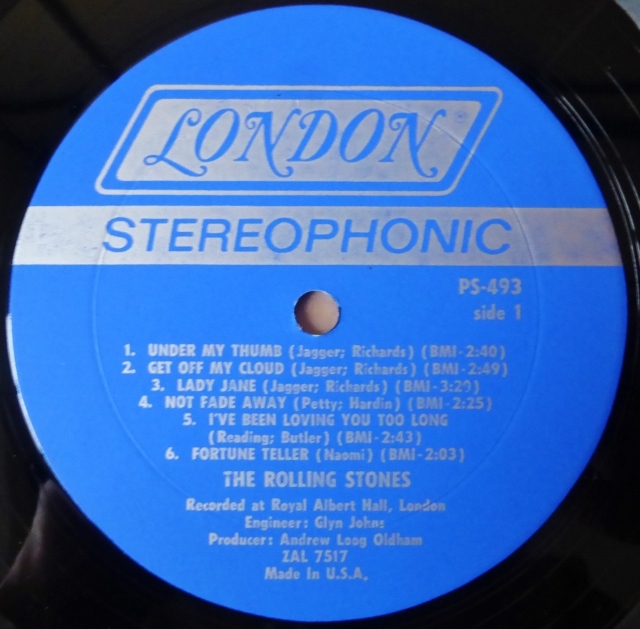 LONDON
STEREOPHONIC
PS-493
side 1
1. UNDER MY THUMB (Jagger; Richards) (BMI-2:40)
2. GET OFF MY CLOUD (Jagger; Richards) (BMI-2:49)
3. LADY JANE (Jagger; Richards) (BMI-3:29)
4. NOT FADE AWAY (Petty; Hardin) (BMI-2:25)
5. I'VE BEEN LOVING YOU TOO LONG
(Reading; Butler) (BMI-2:43)
6. FORTUNE TELLER (Naomi) (BMI-2:03)
THE ROLLING STONES
Recorded at Royal Albert Hall, London
Engineer: Glyn Johns
Producer: Andrew Loog Oldham
ZAL 7517
Made In U.S.A.